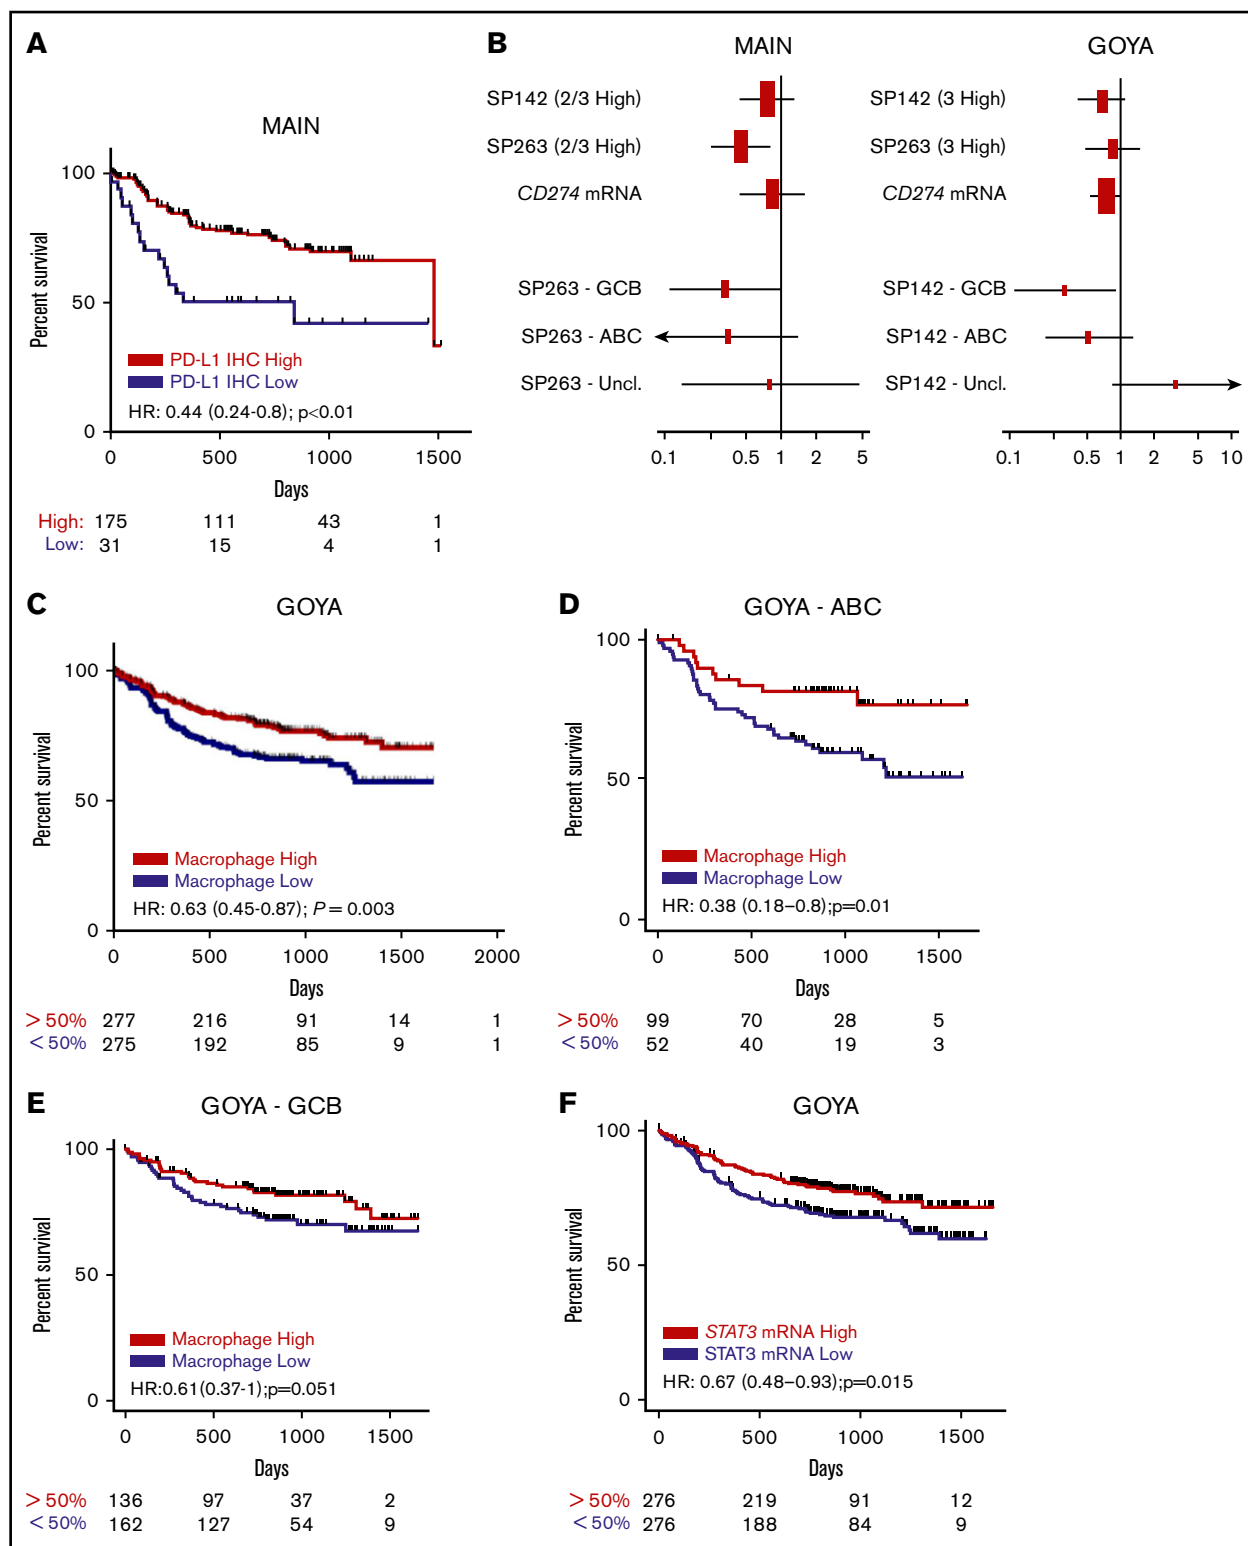 A
MAIN
100
50
0
Percent survival
PD-L1 IHC High
PD-L1 IHC Low
HR: 0.44 (0.24-0.8); p<0.01
0 500 1000 1500
Days
High: 175 111 43 1
Low: 31 15 4 1
B
MAIN
SP142 (2/3 High)
SP263 (2/3 High)
CD274 mRNA
SP263 - GCB
SP263 - ABC
SP263 - Uncl.
0.1 0.5 1 2 5
GOYA
SP142 (3 High)
SP263 (3 High)
CD274 mRNA
SP142 - GCB
SP142 - ABC
SP142 - Uncl.
0.1 0.5 1 2 5 10
C
GOYA
100
50
0
Percent survival
Macrophage High
Macrophage Low
HR: 0.63 (0.45-0.87); P = 0.003
0 500 1000 1500 2000
Days
> 50% 277 216 91 14 1
< 50% 275 192 85 9 1
D
GOYA - ABC
100
50
0
Percent survival
Macrophage High
Macrophage Low
HR: 0.38 (0.18–0.8);p=0.01
0 500 1000 1500
Days
> 50% 99 70 28 5
< 50% 52 40 19 3
E
GOYA - GCB
100
50
0
Percent survival
Macrophage High
Macrophage Low
HR:0.61(0.37-1);p=0.051
0 500 1000 1500
Days
> 50% 136 97 37 2
< 50% 162 127 54 9
F
GOYA
100
50
0
Percent survival
STAT3 mRNA High
STAT3 mRNA Low
HR: 0.67 (0.48–0.93);p=0.015
0 500 1000 1500
Days
> 50% 276 219 91 12
< 50% 276 188 84 9